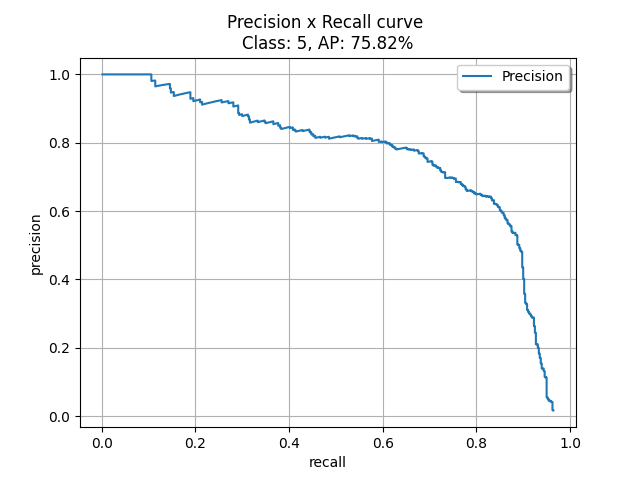 Precision x Recall curve
Class: 5, AP: 75.82%
Precision
1.0
0.8
0.6
0.4
0.2
0.0
precision
0.0 0.2 0.4 0.6 0.8 1.0
recall